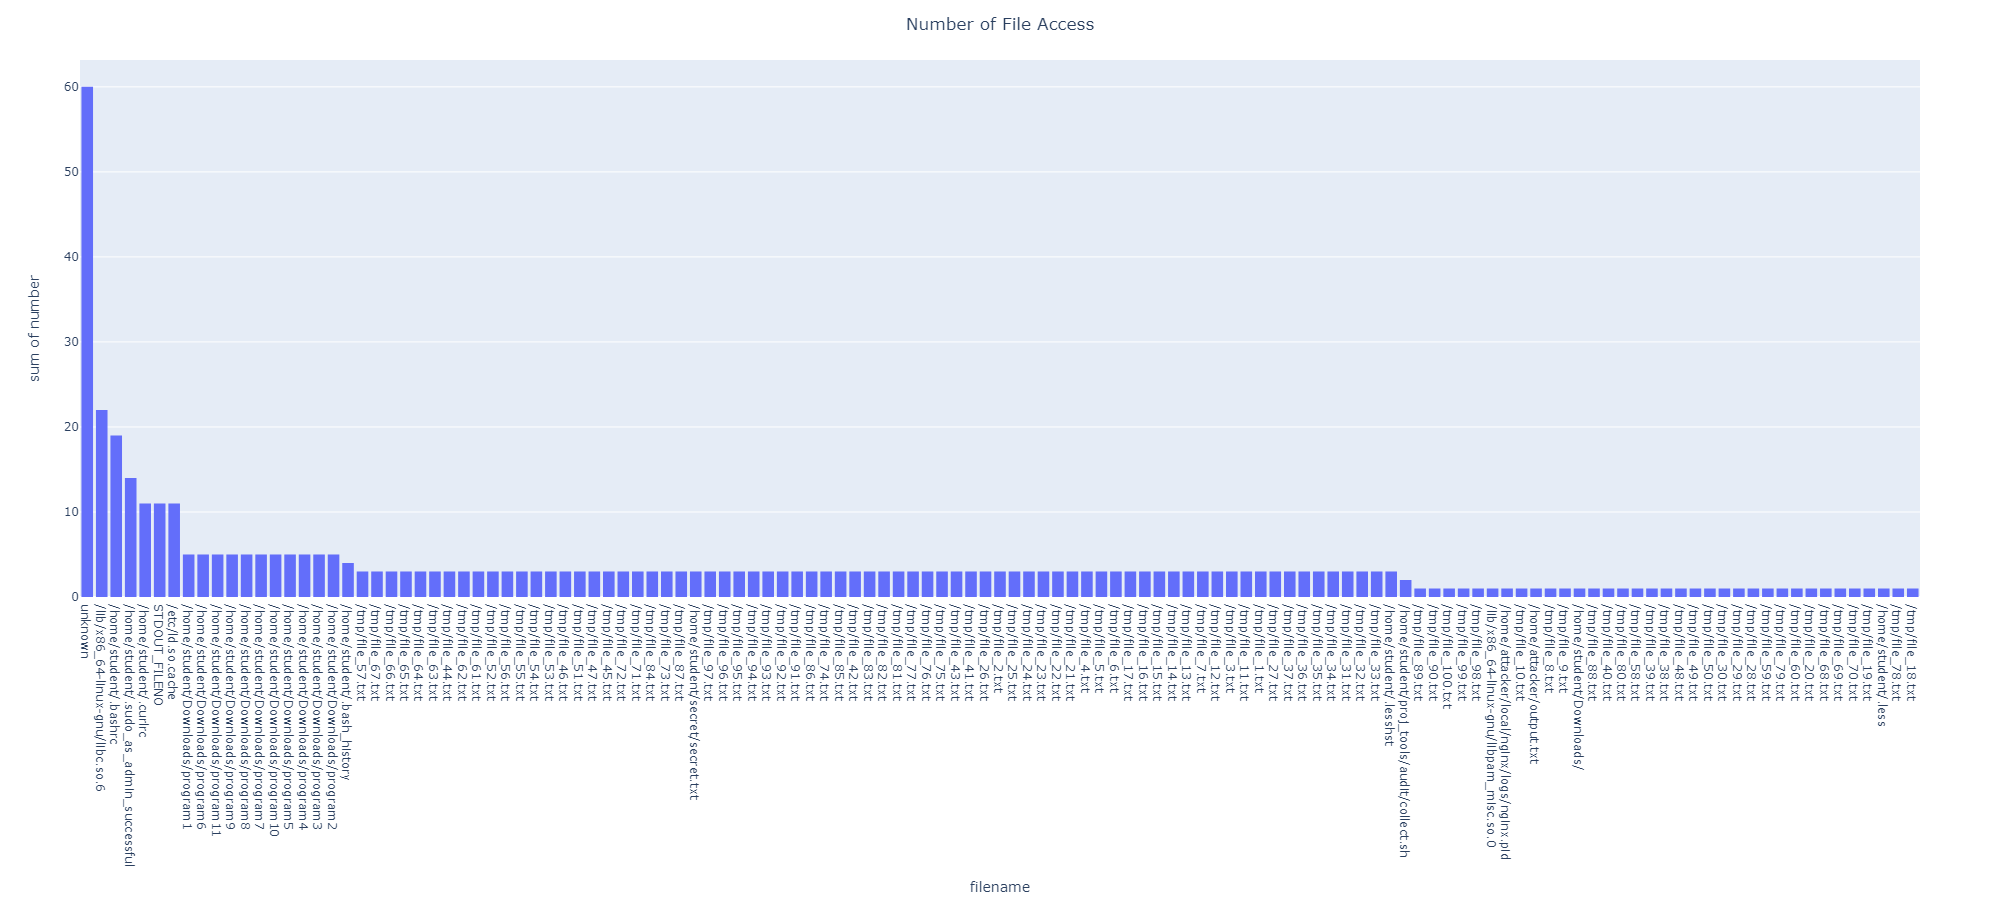 Number of File Access
sum of number
60
50
40
30
20
10
0
unknown
/lib/x86_64-linux-gnu/libc.so.6
/home/student/.bashrc
/home/student/.sudo_as_admin_successful
/home/student/.curlrc
STDOUT_FILENO
/etc/ld.so.cache
/home/student/Downloads/program1
/home/student/Downloads/program6
/home/student/Downloads/program11
/home/student/Downloads/program9
/home/student/Downloads/program8
/home/student/Downloads/program7
/home/student/Downloads/program10
/home/student/Downloads/program5
/home/student/Downloads/program4
/home/student/Downloads/program3
/home/student/Downloads/program2
/home/student/.bash_history
/tmp/file_57.txt
/tmp/file_67.txt
/tmp/file_66.txt
/tmp/file_65.txt
/tmp/file_64.txt
/tmp/file_63.txt
/tmp/file_44.txt
/tmp/file_62.txt
/tmp/file_61.txt
/tmp/file_52.txt
/tmp/file_56.txt
/tmp/file_55.txt
/tmp/file_54.txt
/tmp/file_53.txt
/tmp/file_46.txt
/tmp/file_51.txt
/tmp/file_47.txt
/tmp/file_45.txt
/tmp/file_72.txt
/tmp/file_71.txt
/tmp/file_84.txt
/tmp/file_73.txt
/tmp/file_87.txt
/home/student/secret/secret.txt
/tmp/file_97.txt
/tmp/file_96.txt
/tmp/file_95.txt
/tmp/file_94.txt
/tmp/file_93.txt
/tmp/file_92.txt
/tmp/file_91.txt
/tmp/file_86.txt
/tmp/file_74.txt
/tmp/file_85.txt
/tmp/file_42.txt
/tmp/file_83.txt
/tmp/file_82.txt
/tmp/file_81.txt
/tmp/file_77.txt
/tmp/file_76.txt
/tmp/file_75.txt
/tmp/file_43.txt
/tmp/file_41.txt
/tmp/file_26.txt
/tmp/file_2.txt
/tmp/file_25.txt
/tmp/file_24.txt
/tmp/file_23.txt
/tmp/file_22.txt
/tmp/file_21.txt
/tmp/file_4.txt
/tmp/file_5.txt
/tmp/file_6.txt
/tmp/file_17.txt
/tmp/file_16.txt
/tmp/file_15.txt
/tmp/file_14.txt
/tmp/file_13.txt
/tmp/file_7.txt
/tmp/file_12.txt
/tmp/file_3.txt
/tmp/file_11.txt
/tmp/file_1.txt
/tmp/file_27.txt
/tmp/file_37.txt
/tmp/file_36.txt
/tmp/file_35.txt
/tmp/file_34.txt
/tmp/file_31.txt
/tmp/file_32.txt
/tmp/file_33.txt
/home/student/.lesshst
/home/student/proj_tools/audit/collect.sh
/tmp/file_89.txt
/tmp/file_90.txt
/tmp/file_100.txt
/tmp/file_99.txt
/tmp/file_98.txt
/lib/x86_64-linux-gnu/libpam_misc.so.0
/home/attacker/local/nginx/logs/nginx.pid
/tmp/file_10.txt
/home/attacker/output.txt
/tmp/file_8.txt
/tmp/file_9.txt
/home/student/Downloads/
/tmp/file_88.txt
/tmp/file_40.txt
/tmp/file_80.txt
/tmp/file_58.txt
/tmp/file_39.txt
/tmp/file_38.txt
/tmp/file_48.txt
/tmp/file_49.txt
/tmp/file_50.txt
/tmp/file_30.txt
/tmp/file_29.txt
/tmp/file_28.txt
/tmp/file_59.txt
/tmp/file_79.txt
/tmp/file_60.txt
/tmp/file_20.txt
/tmp/file_68.txt
/tmp/file_69.txt
/tmp/file_70.txt
/tmp/file_19.txt
/home/student/.less
/tmp/file_78.txt
/tmp/file_18.txt
filename